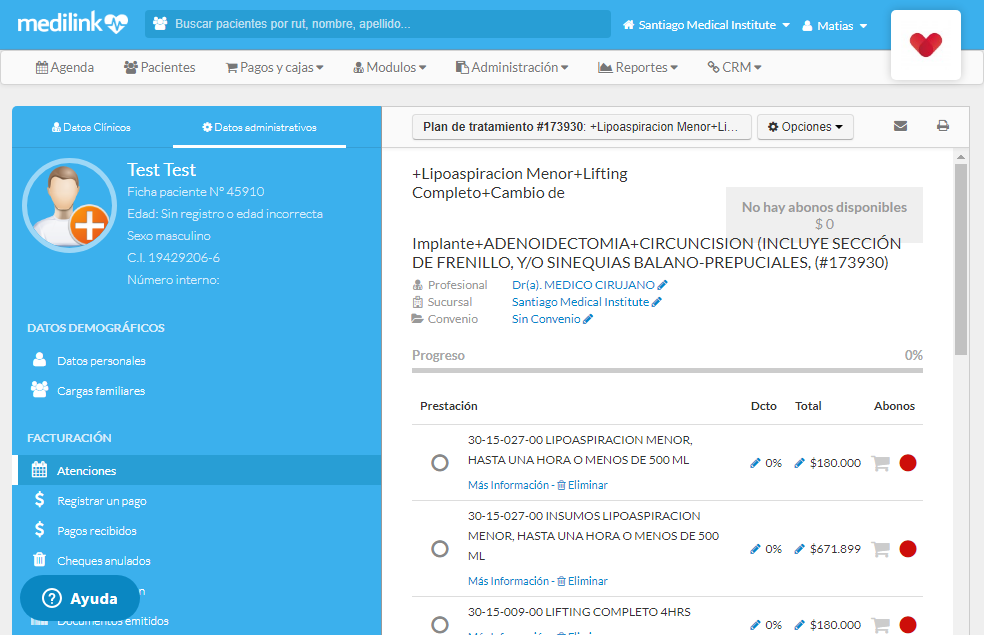 medilink
Buscar pacientes por rut, nombre, apellido...
Santiago Medical Institute
Matias
Agenda
Pacientes
Pagos y cajas
Modulos
Administración
Reportes
CRM
Datos Clínicos
Datos administrativos
Test Test
Ficha paciente N° 45910
Edad: Sin registro o edad incorrecta
Sexo masculino
C.I. 19429206-6
Número interno:
DATOS DEMOGRÁFICOS
Datos personales
Cargas familiares
FACTURACIÓN
Atenciones
Registrar un pago
Pagos recibidos
Cheques anulados
Ayuda
Documentos emitidos
Plan de tratamiento #173930: +Lipoaspiracion Menor+Li...
Opciones
+Lipoaspiracion Menor+Lifting
Completo+Cambio de
No hay abonos disponibles
$ 0
Implante+ADENOIDECTOMIA+CIRCUNCISION (INCLUYE SECCIÓN
DE FRENILLO, Y/O SINEQUIAS BALANO-PREPUCIALES, (#173930)
Profesional Dr(a). MEDICO CIRUJANO
Sucursal Santiago Medical Institute
Convenio Sin Convenio
Progreso 0%
Prestación Dcto Total Abonos
30-15-027-00 LIPOASPIRACION MENOR,
HASTA UNA HORA O MENOS DE 500 ML
0% $180.000
Más Información - Eliminar
30-15-027-00 INSUMOS LIPOASPIRACION
MENOR, HASTA UNA HORA O MENOS DE 500
ML
0% $671.899
Más Información - Eliminar
30-15-009-00 LIFTING COMPLETO 4HRS
0% $180.000